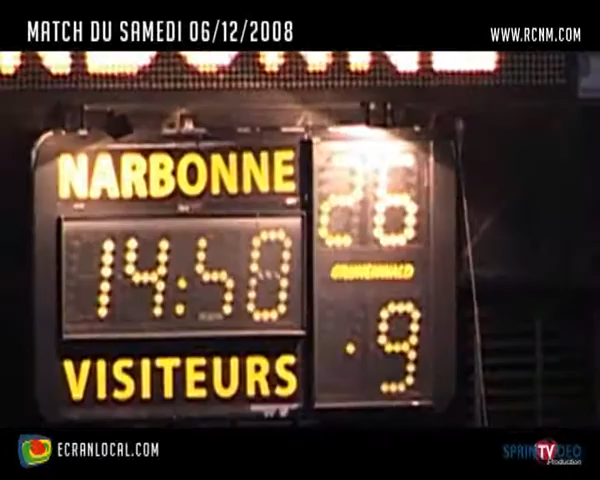 MATCH DU SAMEDI 06/12/2008
WWW.RCNM.COM
NARBONNE
26
14:50
GRUNENWALD
VISITEURS
9
ECRANLOCAL.COM
SPRINTVIDEO
Production